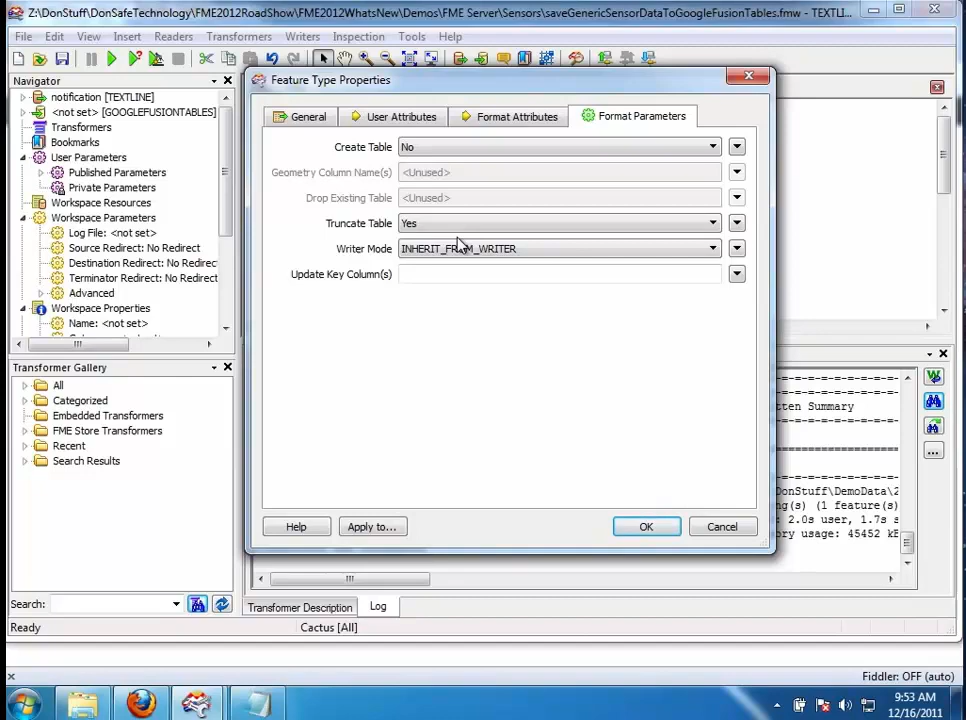 Z:\DonStuff\DonSafeTechnology\FME2012RoadShow\FME2012WhatsNew\Demos\FME Server\Sensors\saveGenericSensorDataToGoogleFusionTables.fmw - TEXTLI...
File Edit View Insert Readers Transformers Writers Inspection Tools Help
Navigator
notification [TEXTLINE]
<not set> [GOOGLEFUSIONTABLES]
Transformers
Bookmarks
User Parameters
Published Parameters
Private Parameters
Workspace Resources
Workspace Parameters
Log File: <not set>
Source Redirect: No Redirect
Destination Redirect: No Redire
Terminator Redirect: No Redirect
Advanced
Workspace Properties
Name: <not set>
Transformer Gallery
All
Categorized
Embedded Transformers
FME Store Transformers
Recent
Search Results
Search:
Feature Type Properties
General User Attributes Format Attributes Format Parameters
Create Table No
Geometry Column Name(s) <Unused>
Drop Existing Table <Unused>
Truncate Table Yes
Writer Mode INHERIT_FROM_WRITER
Update Key Column(s)
Help Apply to... OK Cancel
tten Summary
DonStuff\DemoData\2
ng(s) (1 feature(s)
: 2.0s user, 1.7s s
ory usage: 45452 kB
Transformer Description Log
Ready Cactus [All]
Fiddler: OFF (auto)
9:53 AM
12/16/2011